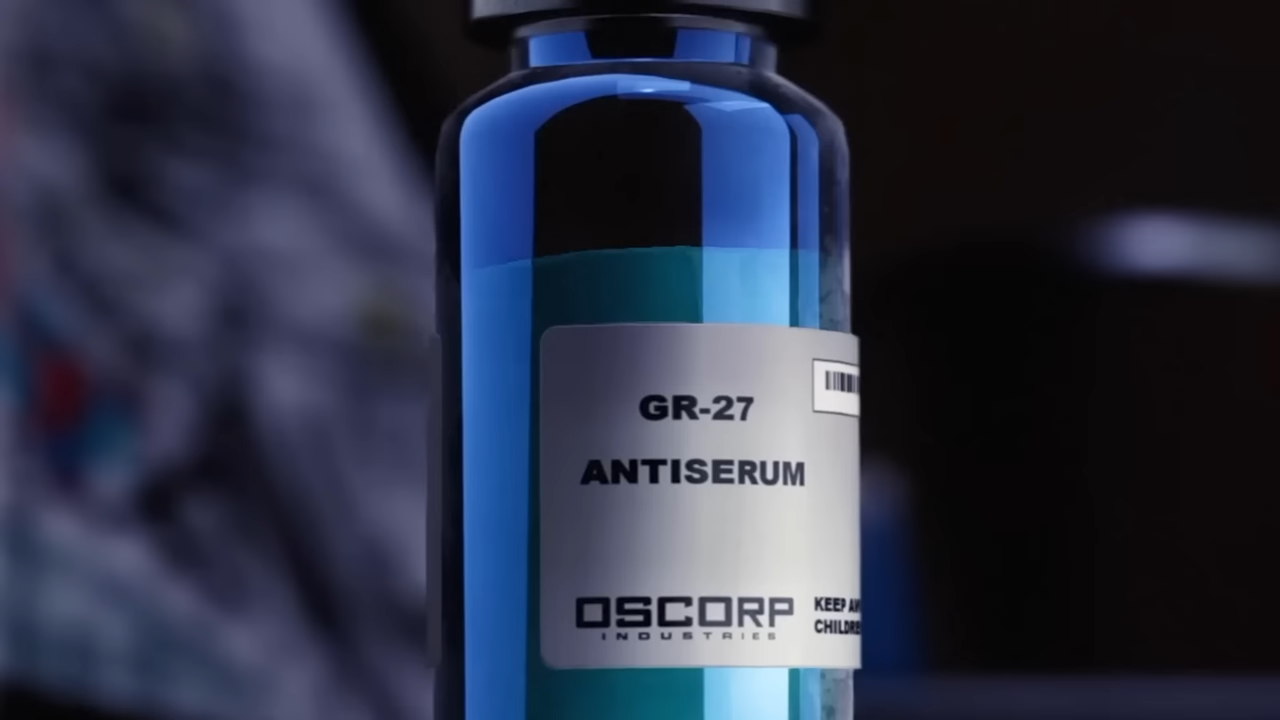 GR-27
ANTISERUM
OSCORP
INDUSTRIES
KEEP